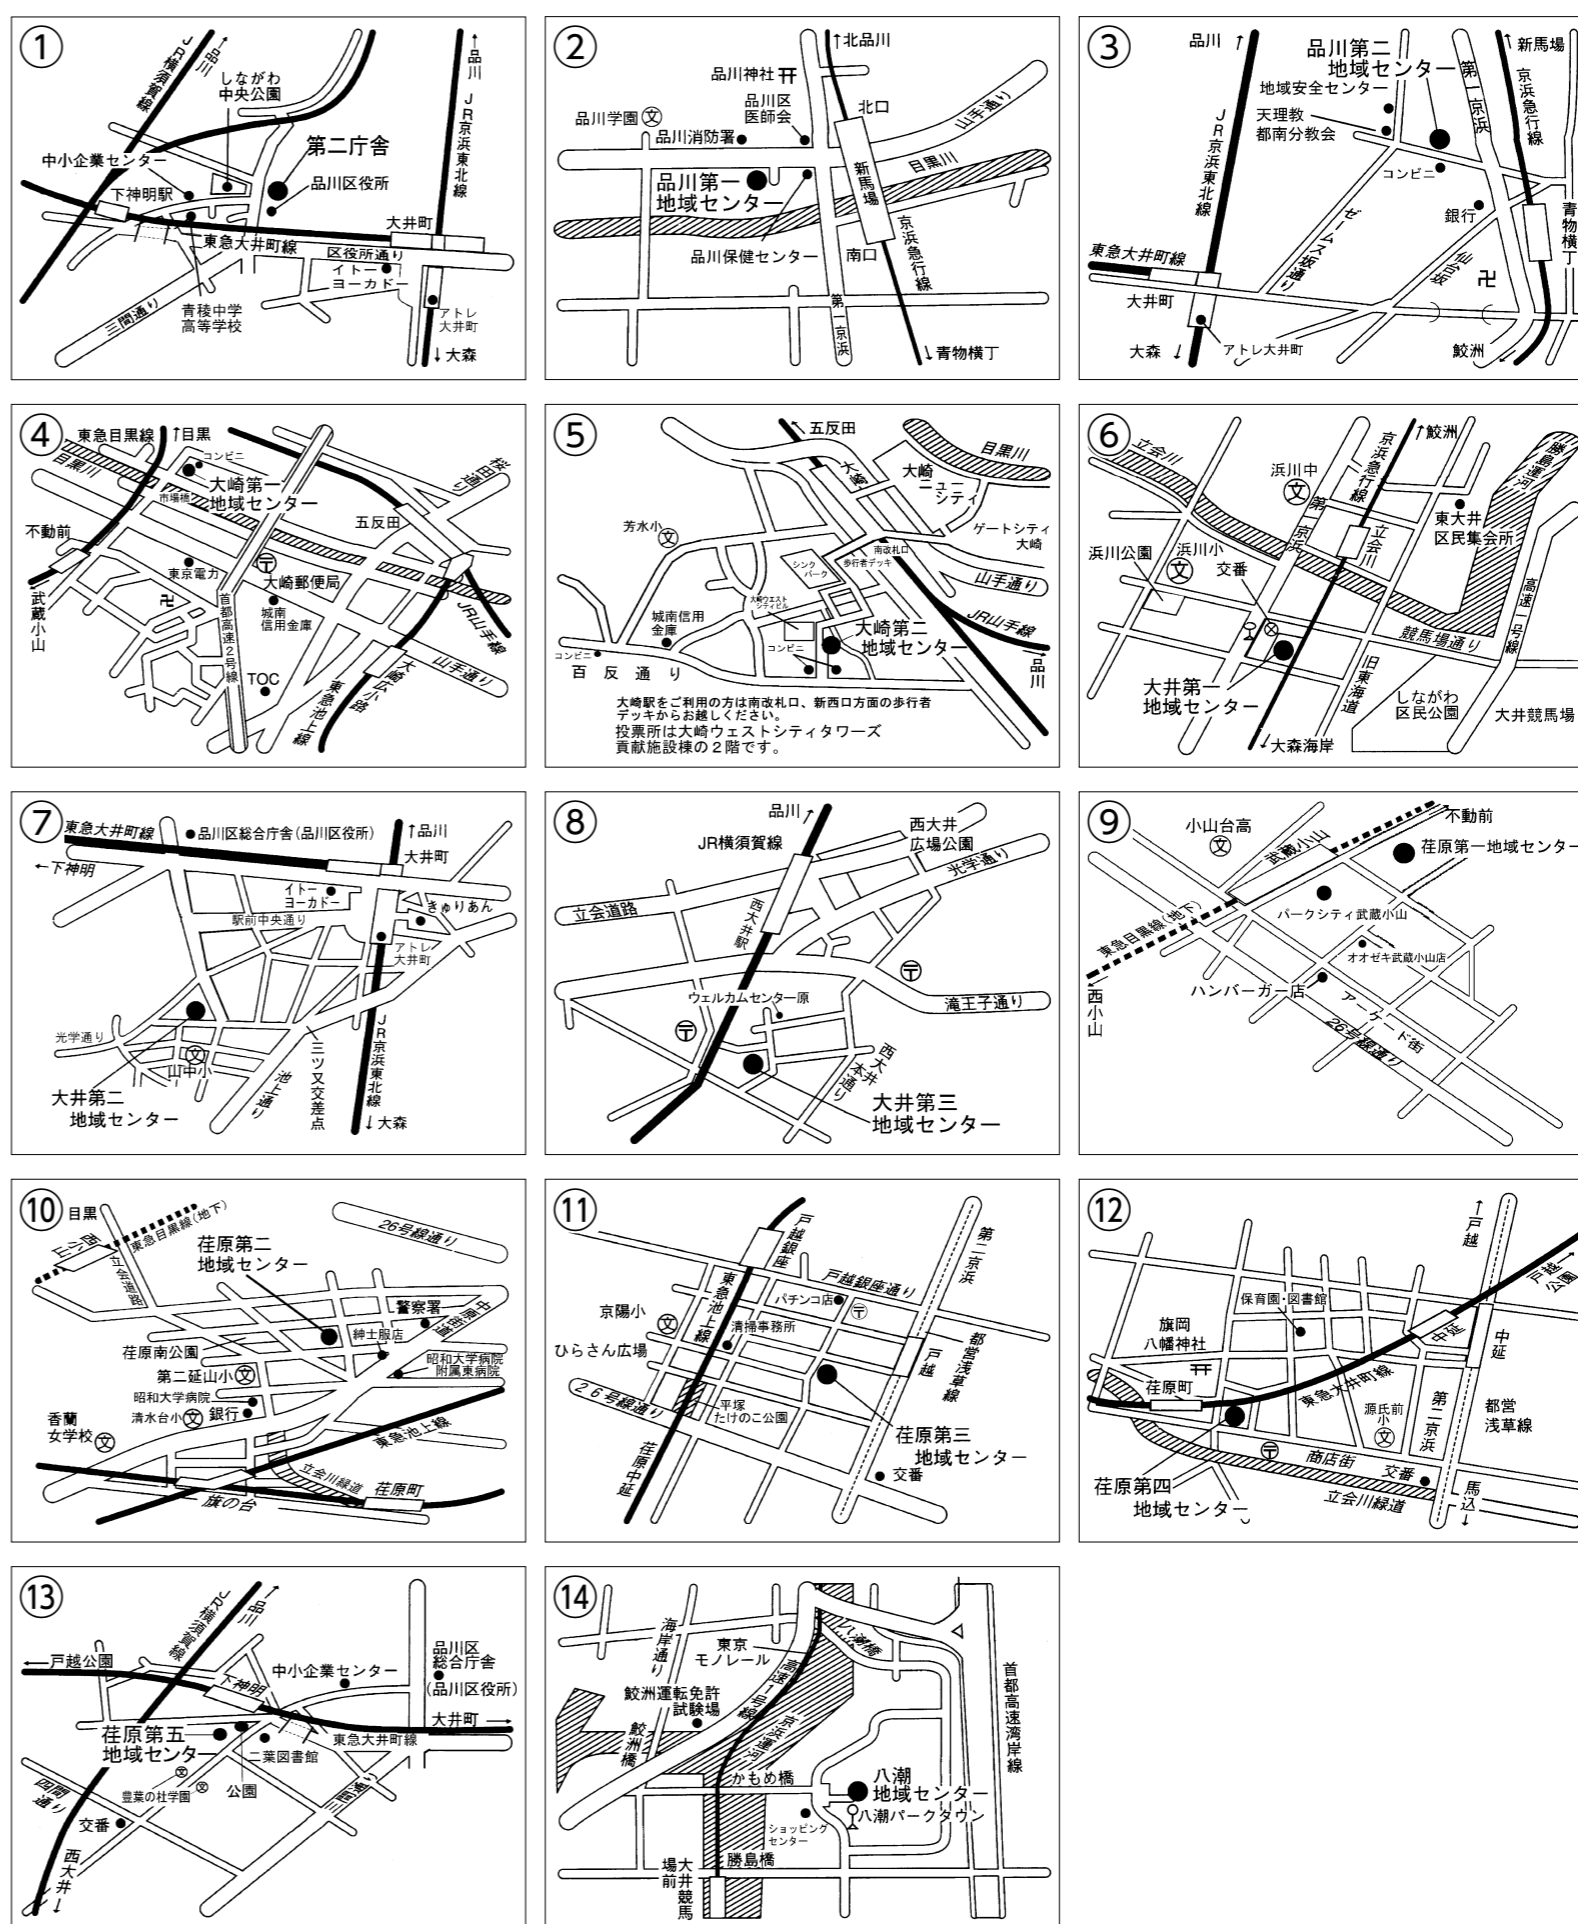 ①
↑品川
JR横須賀線
しながわ
中央公園
↑品川
JR京浜東北線
第二庁舎
中小企業センター
下神明駅
品川区役所
大井町
東急大井町線
区役所通り
イトー
ヨーカドー
三間通り
青稜中学
高等学校
アトレ
大井町
↓大森
②
↑北品川
品川神社
品川区
医師会
北口
山手通り
品川学園
文
品川消防署
目黒川
品川第一
地域センター
新馬場
品川保健センター
南口
京浜急行線
第一京浜
↓青物横丁
③
品川↑
品川第二
地域センター
地域安全センター
天理教
都南分教会
第一京浜
↑新馬場
京浜急行線
JR京浜東北線
コンビニ
銀行
青物横丁
ゼームス坂通り
仙台坂
卍
東急大井町線
大井町
大森↓
アトレ大井町
鮫洲
④
東急目黒線
↑目黒
目黒川
コンビニ
大崎第一
地域センター
市場橋
桜田通り
五反田
不動前
東京電力
〒
大崎郵便局
卍
城南
信用金庫
首都高速2号線
↓武蔵小山
JR山手線
山手通り
TOC
大崎広小路
東急池上線
⑤
五反田
目黒川
大崎
大崎
ニュー
シティ
芳水小
文
ゲートシティ
大崎
南改札口
歩行者デッキ
シンク
パーク
山手通り
大崎ウエスト
シティビル
JR山手線
城南信用
金庫
大崎第二
地域センター
コンビニ
コンビニ
百反通り
品川
大崎駅をご利用の方は南改札口、新西口方面の歩行者
デッキからお越しください。
投票所は大崎ウェストシティタワーズ
貢献施設棟の2階です。
⑥
立会川
浜川中
文
第一京浜
京浜急行線
↑鮫洲
勝島運河
立会川
東大井
区民集会所
浜川公園
浜川小
文
交番
高速一号線
競馬場通り
大井第一
地域センター
旧東海道
しながわ
区民公園
大井競馬場
↓大森海岸
⑦
東急大井町線
品川区総合庁舎(品川区役所)
↑品川
大井町
←下神明
イトー
ヨーカドー
きゅりあん
駅前中央通り
アトレ
大井町
光学通り
文
山中小
大井第二
地域センター
池上通り
三ツ又交差点
JR京浜東北線
↓大森
⑧
品川↑
JR横須賀線
西大井
広場公園
光学通り
立会道路
西大井駅
〒
ウェルカムセンター原
滝王子通り
〒
西大井本通り
大井第三
地域センター
⑨
小山台高
文
武蔵小山
不動前
荏原第一地域センター
パークシティ武蔵小山
東急目黒線(地下)
オオゼキ武蔵小山店
ハンバーガー店
西小山
アーケード街
26号線通り
⑩
目黒
東急目黒線(地下)
西小山
立会道路
26号線通り
荏原第二
地域センター
警察署
中原街道
紳士服店
荏原南公園
昭和大学病院
附属東病院
第二延山小
文
昭和大学病院
香蘭
女学校
文
清水台小
文
銀行
東急池上線
立会川緑道
旗の台
荏原町
⑪
戸越銀座
第二京浜
戸越銀座通り
東急池上線
パチンコ店
〒
京陽小
文
清掃事務所
ひらさん広場
戸越
都営浅草線
26号線通り
平塚
たけのこ公園
荏原中延
荏原第三
地域センター
交番
⑫
↑戸越
戸越公園
保育園・図書館
旗岡
八幡神社
中延
中延
荏原町
東急大井町線
源氏前小
文
第二京浜
都営
浅草線
〒
商店街
交番
荏原第四
地域センター
立会川緑道
馬込↓
⑬
↑品川
JR横須賀線
←戸越公園
下神明
中小企業センター
品川区
総合庁舎
(品川区役所)
大井町→
荏原第五
地域センター
東急大井町線
二葉図書館
文
文
豊葉の杜学園
公園
四間通り
三間通り
交番
西大井↓
⑭
海岸通り
東京
モノレール
八潮橋
高速1号線
首都高速湾岸線
鮫洲運転免許
試験場
鮫洲橋
京浜運河
かもめ橋
八潮
地域センター
八潮パークタウン
ショッピング
センター
勝島橋
大井競馬
場前